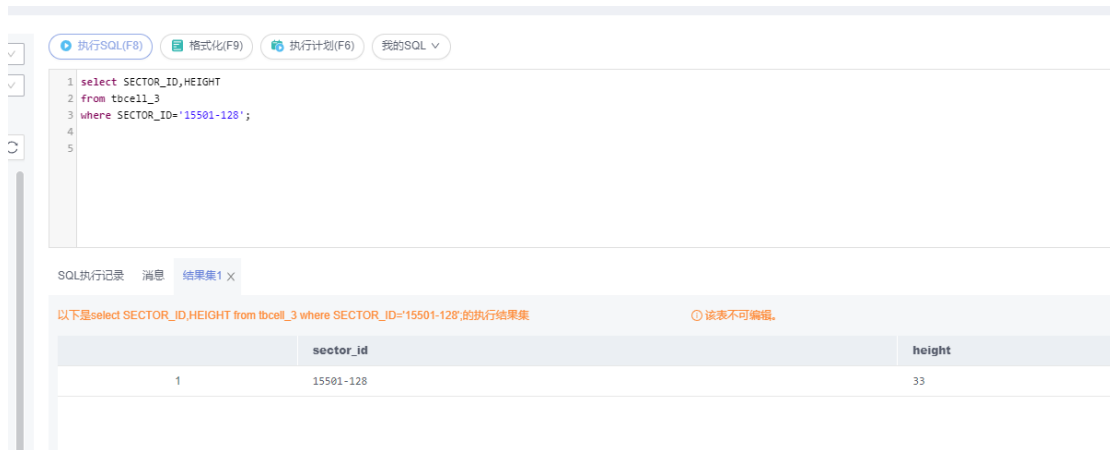 执行SQL(F8) 格式化(F9) 执行计划(F6) 我的SQL
1 select SECTOR_ID,HEIGHT
2 from tbcell_3
3 where SECTOR_ID='15501-128';
4
5
SQL执行记录 消息 结果集1 X
以下是select SECTOR_ID,HEIGHT from tbcell_3 where SECTOR_ID='15501-128';的执行结果集 该表不可编辑。
sector_id height
1 15501-128 33